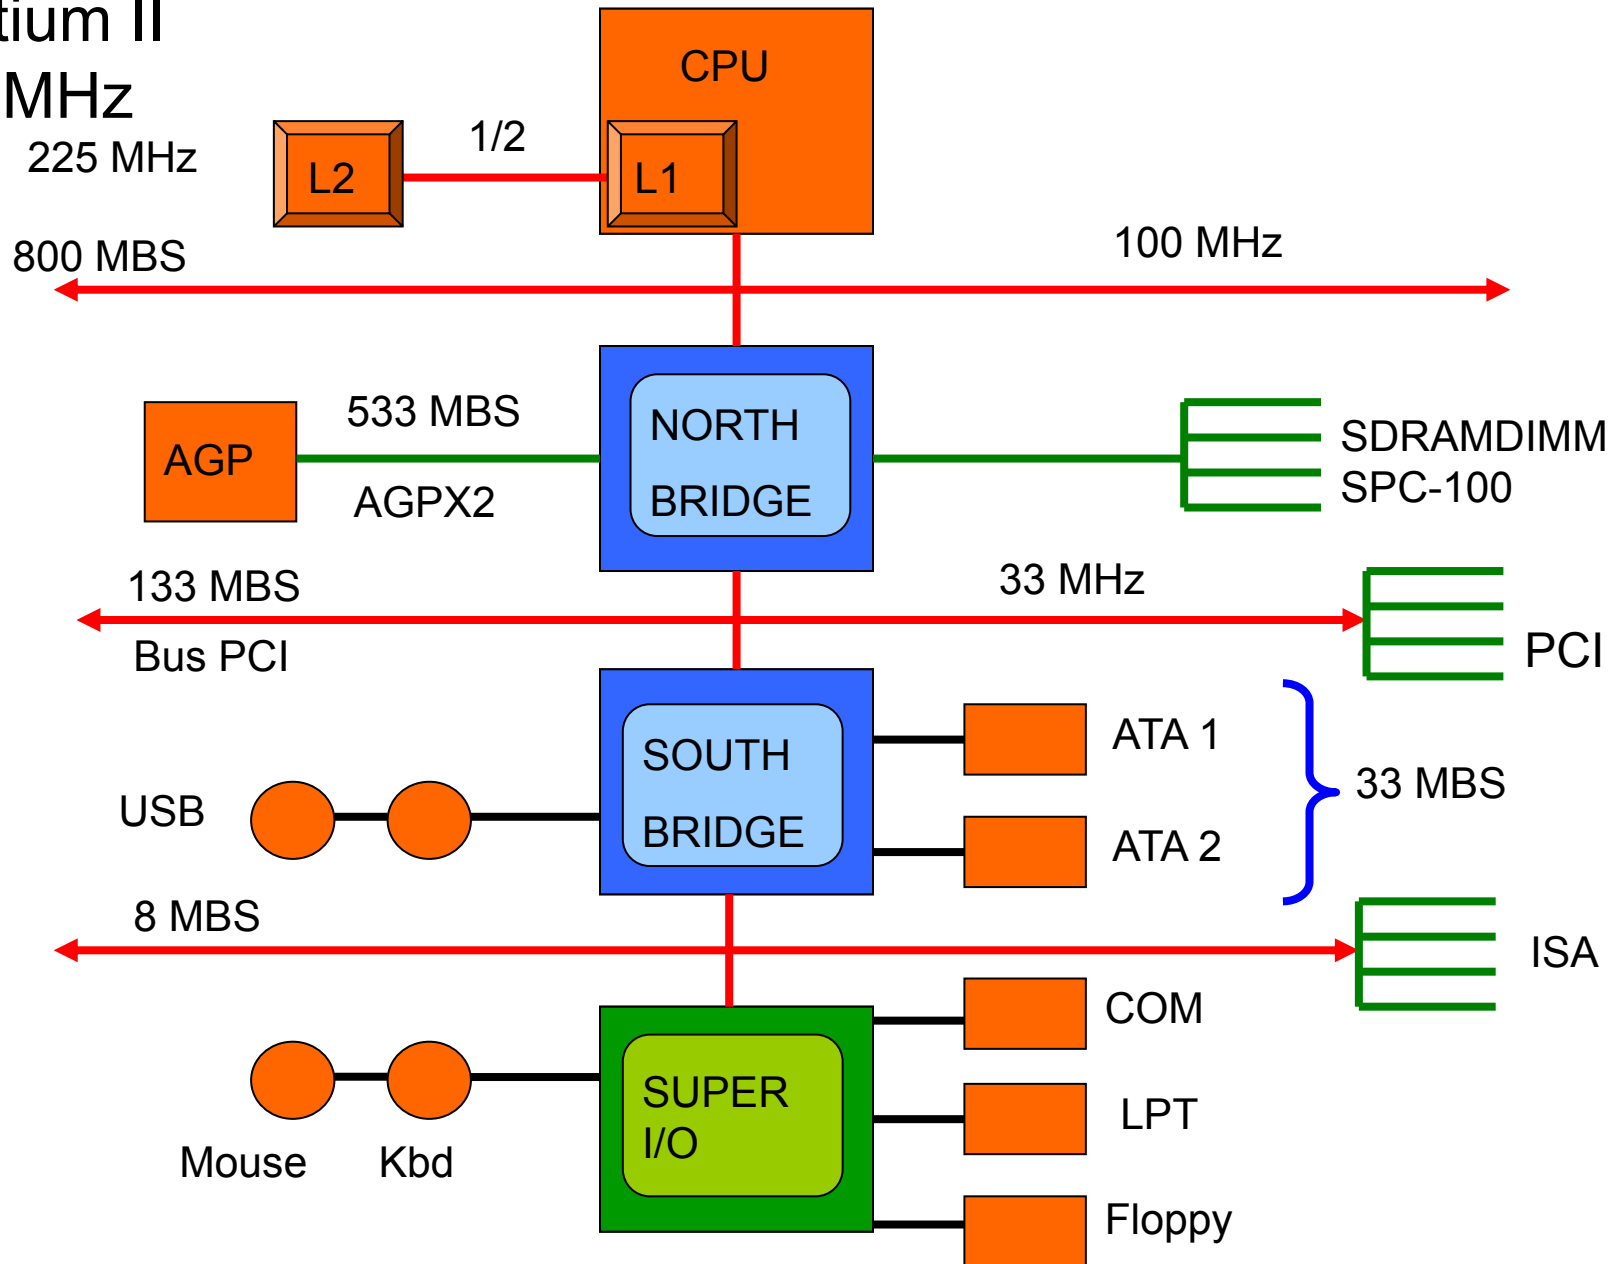 tium II
MHz
CPU
225 MHz
L2
1/2
L1
800 MBS
100 MHz
AGP
533 MBS
AGPX2
NORTH
BRIDGE
SDRAMDIMM
SPC-100
133 MBS
Bus PCI
33 MHz
PCI
USB
SOUTH
BRIDGE
ATA 1
ATA 2
33 MBS
8 MBS
ISA
Mouse
Kbd
SUPER
I/O
COM
LPT
Floppy